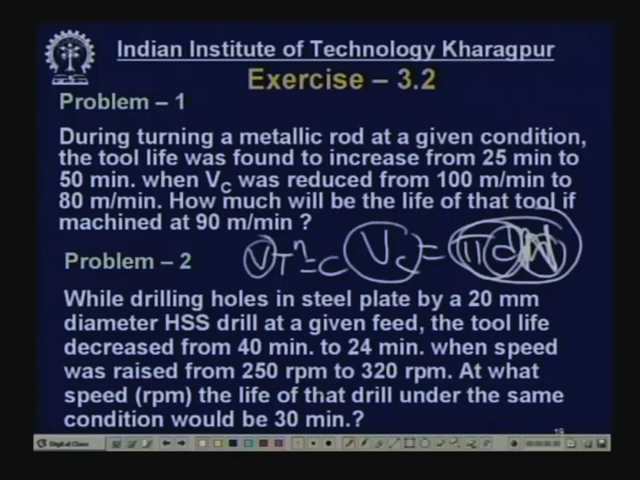 Indian Institute of Technology Kharagpur
Exercise – 3.2
Problem – 1
During turning a metallic rod at a given condition,
the tool life was found to increase from 25 min to
50 min. when VC was reduced from 100 m/min to
80 m/min. How much will be the life of that tool if
machined at 90 m/min ?
VTⁿ=C Vc = πDN
Problem – 2
While drilling holes in steel plate by a 20 mm
diameter HSS drill at a given feed, the tool life
decreased from 40 min. to 24 min. when speed
was raised from 250 rpm to 320 rpm. At what
speed (rpm) the life of that drill under the same
condition would be 30 min.?
19
Digital Class